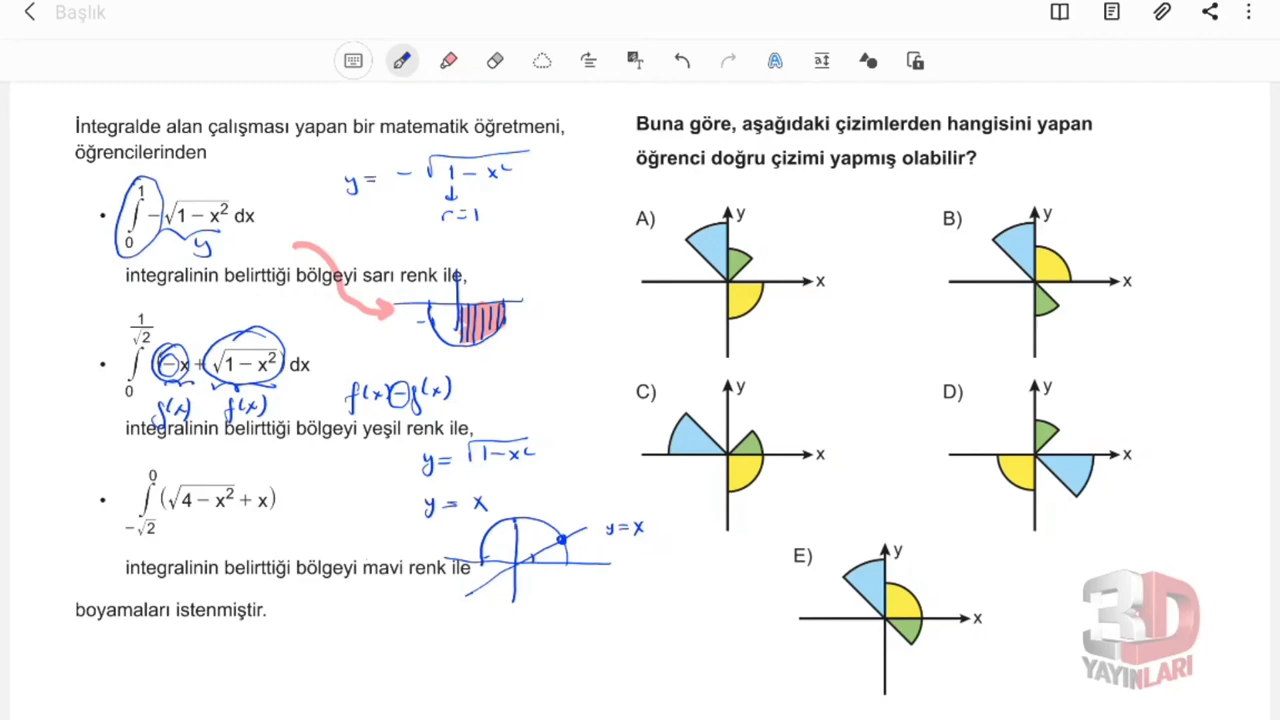 Başlık
İntegralde alan çalışması yapan bir matematik öğretmeni,
öğrencilerinden
y = - √1 - x²
r = 1
• ∫₀¹ -√1 - x² dx
y
integralinin belirttiği bölgeyi sarı renk ile,
• ∫₀^(1/√2) -x + √1 - x² dx
g(x) f(x) f(x) - g(x)
integralinin belirttiği bölgeyi yeşil renk ile,
y = √1-x²
y = x
• ∫₋√2⁰ (√4 - x² + x)
y = x
integralinin belirttiği bölgeyi mavi renk ile
boyamaları istenmiştir.
Buna göre, aşağıdaki çizimlerden hangisini yapan
öğrenci doğru çizimi yapmış olabilir?
A) y x
B) y x
C) y x
D) y x
E) y x
3D
YAYINLARI